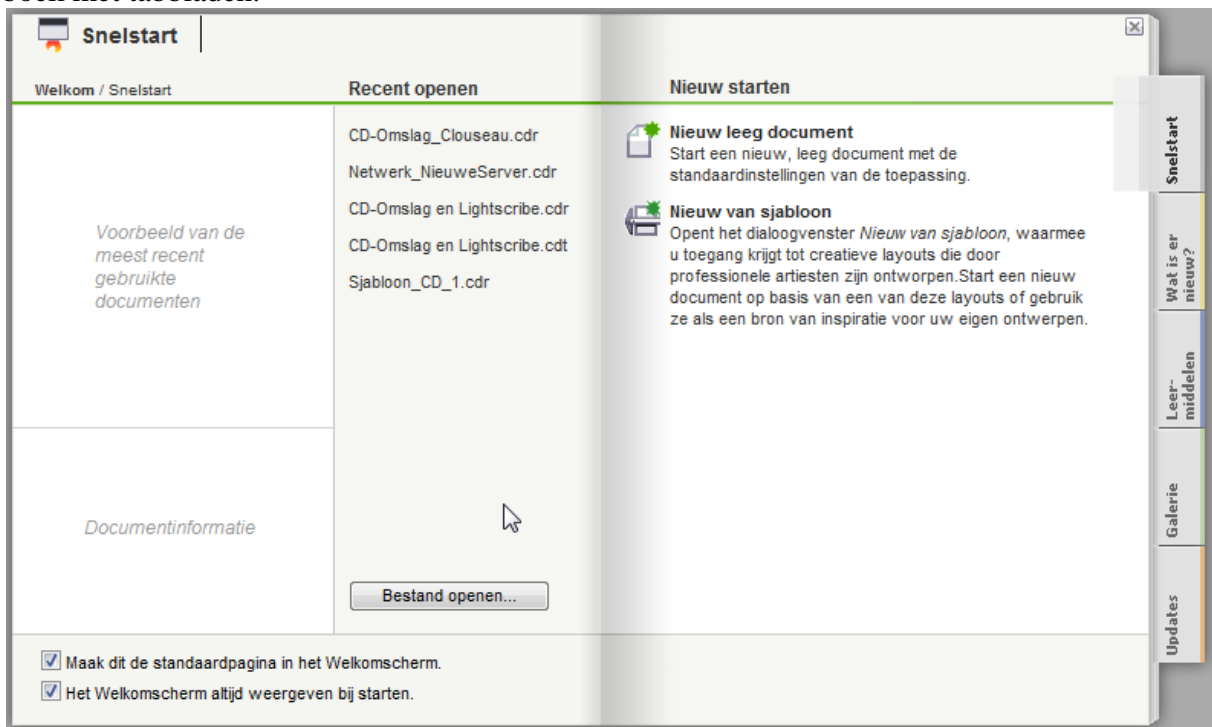 Snelstart
Welkom / Snelstart
Recent openen
CD-Omslag_Clouseau.cdr
Netwerk_NieuweServer.cdr
CD-Omslag en Lightscribe.cdr
CD-Omslag en Lightscribe.cdt
Sjabloon_CD_1.cdr
Voorbeeld van de
meest recent
gebruikte
documenten
Documentinformatie
Bestand openen...
Nieuw starten
Nieuw leeg document
Start een nieuw, leeg document met de
standaardinstellingen van de toepassing.
Nieuw van sjabloon
Opent het dialoogvenster Nieuw van sjabloon, waarmee
u toegang krijgt tot creatieve layouts die door
professionele artiesten zijn ontworpen.Start een nieuw
document op basis van een van deze layouts of gebruik
ze als een bron van inspiratie voor uw eigen ontwerpen.
Maak dit de standaardpagina in het Welkomscherm.
Het Welkomscherm altijd weergeven bij starten.
Snelstart
Wat is er
nieuw?
Leer-
middelen
Galerie
Updates